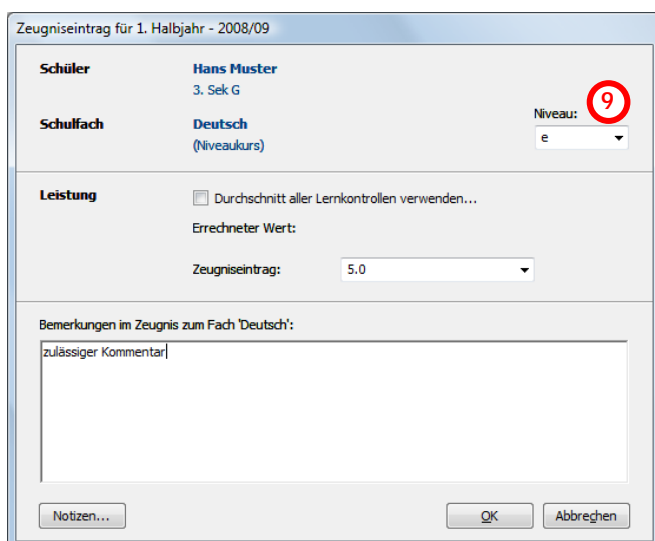 Zeugniseintrag für 1. Halbjahr - 2008/09
Schüler Hans Muster
3. Sek G
9
Niveau:
Schulfach Deutsch
e
(Niveaukurs)
Leistung Durchschnitt aller Lernkontrollen verwenden...
Errechneter Wert:
Zeugniseintrag: 5.0
Bemerkungen im Zeugnis zum Fach 'Deutsch':
zulässiger Kommentar
Notizen... OK Abbrechen